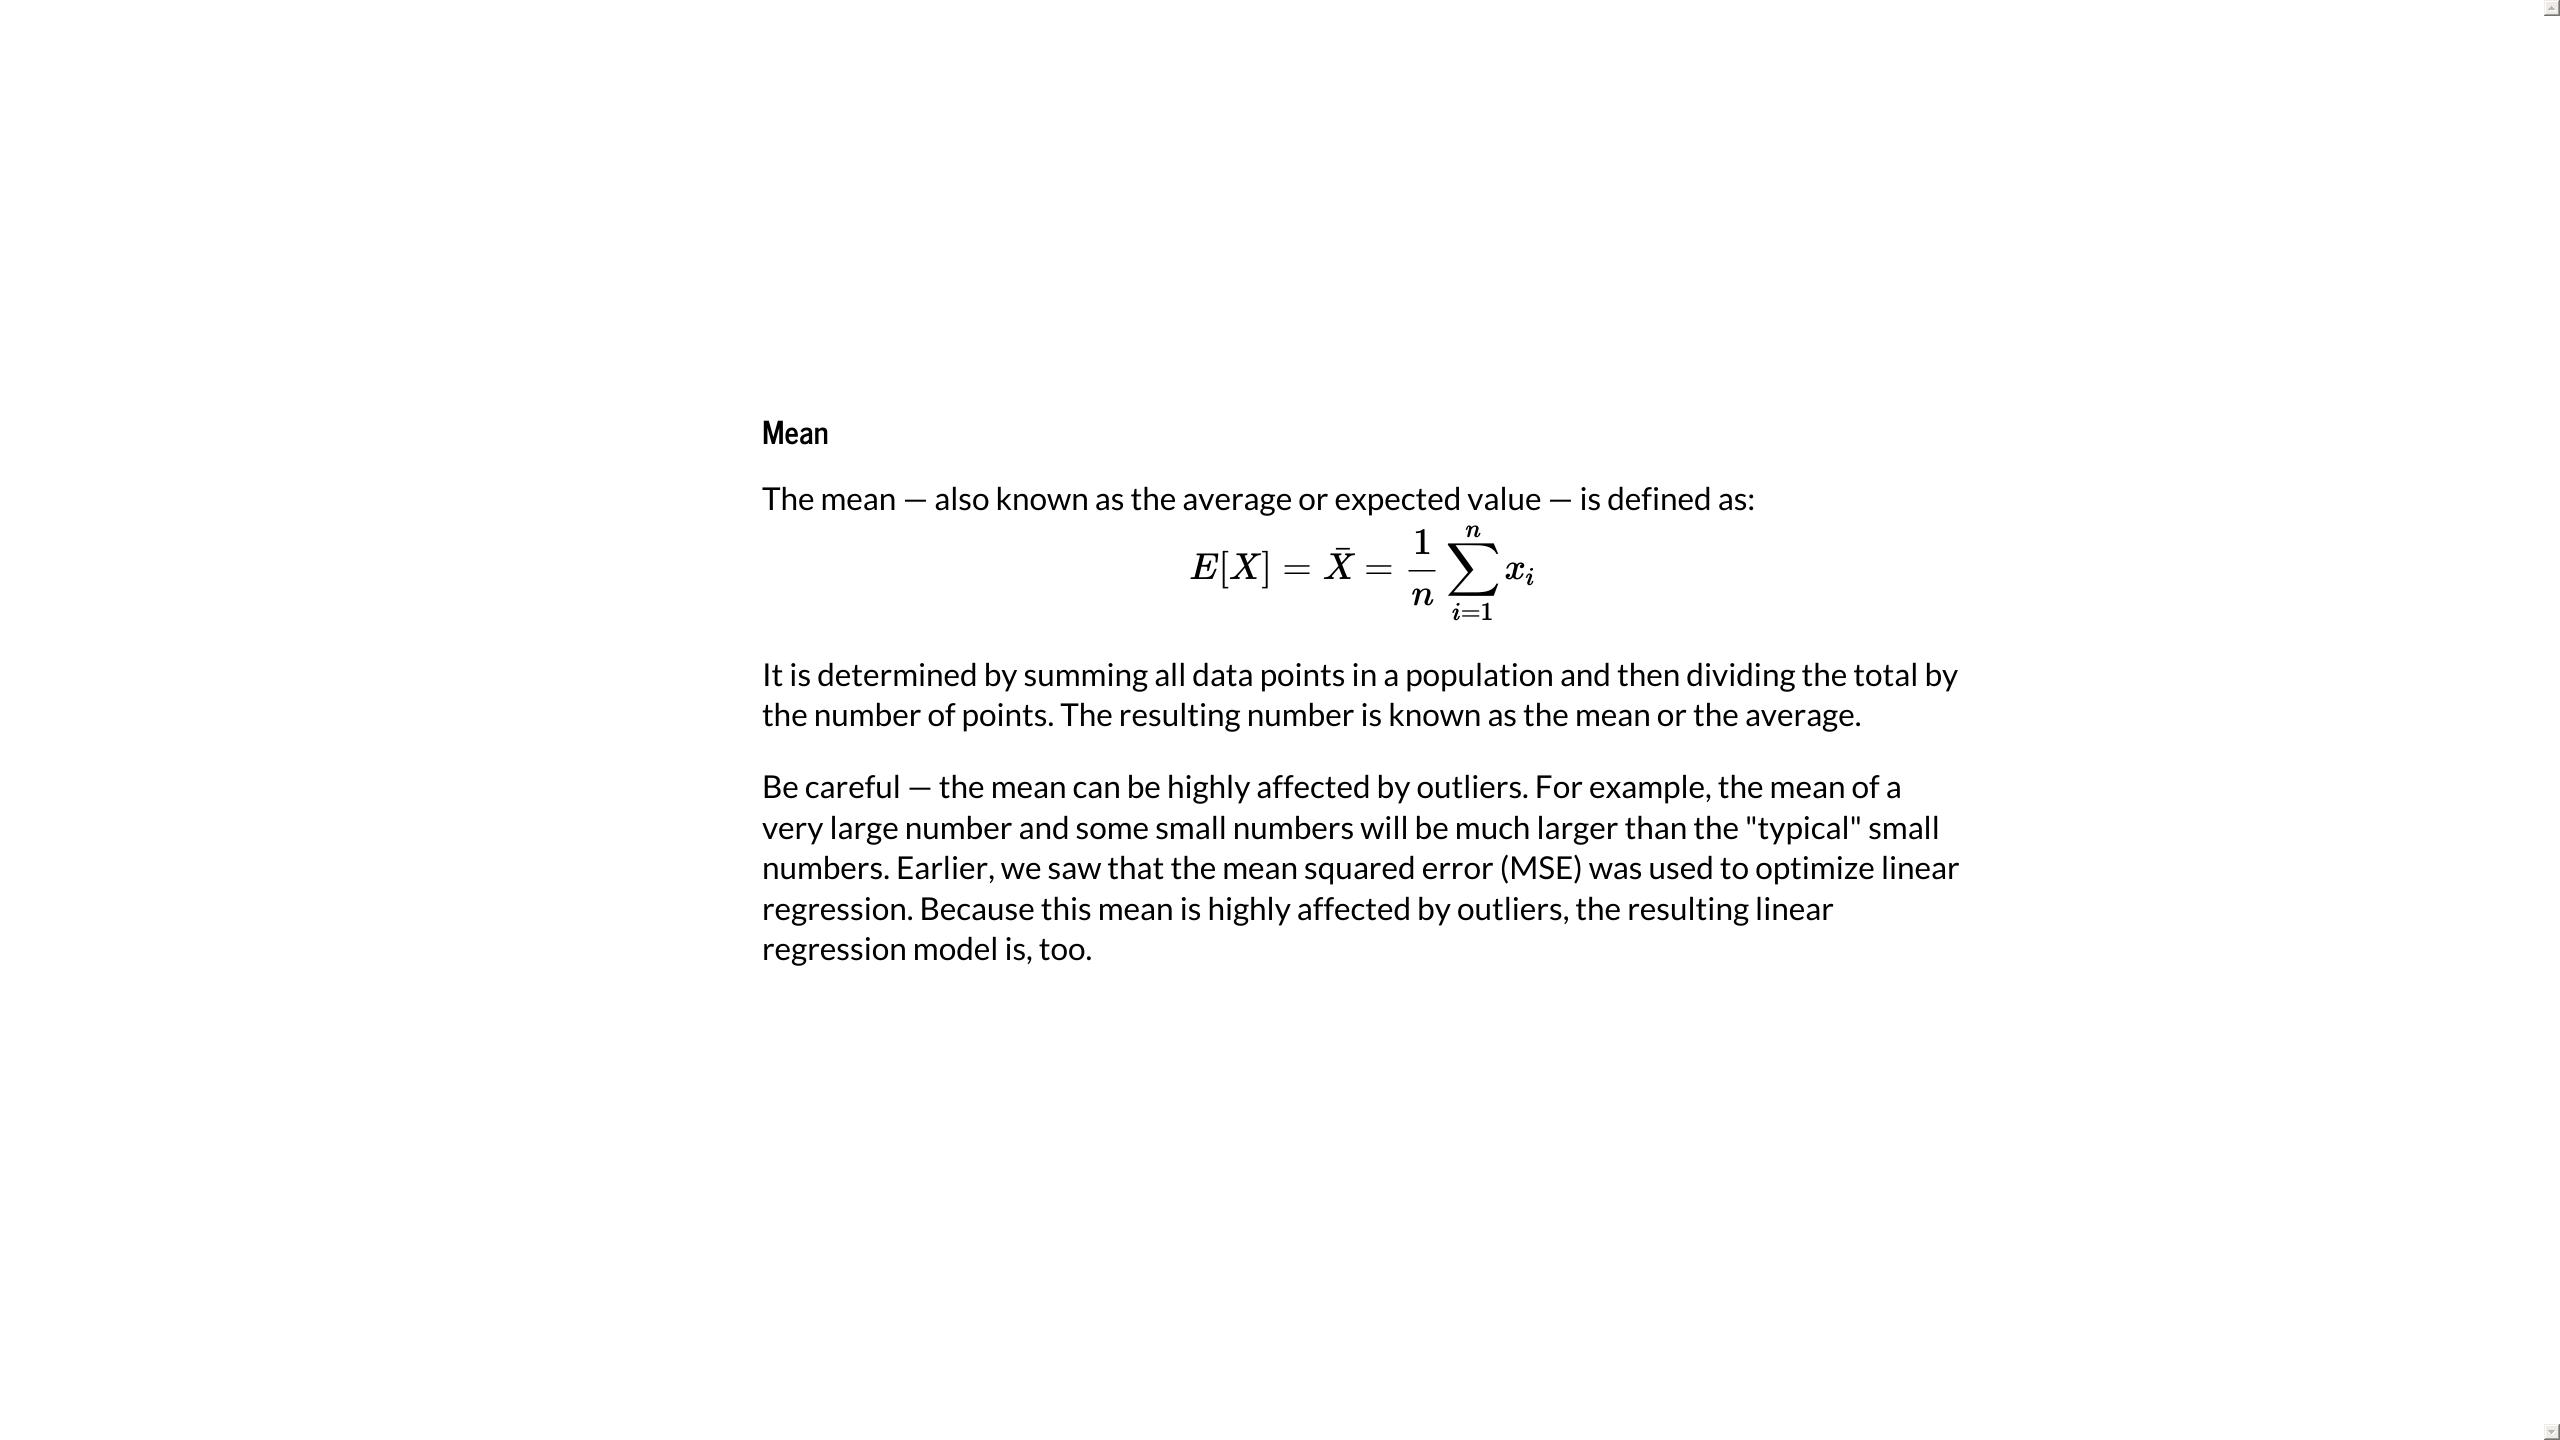 Mean
The mean — also known as the average or expected value — is defined as:
E[X] = X̄ = \frac{1}{n} \sum_{i=1}^{n} x_i
It is determined by summing all data points in a population and then dividing the total by
the number of points. The resulting number is known as the mean or the average.
Be careful — the mean can be highly affected by outliers. For example, the mean of a
very large number and some small numbers will be much larger than the "typical" small
numbers. Earlier, we saw that the mean squared error (MSE) was used to optimize linear
regression. Because this mean is highly affected by outliers, the resulting linear
regression model is, too.